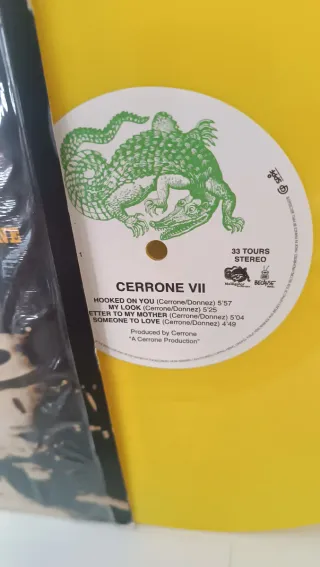 33 TOURS
STEREO
CERRONE VII
HOOKED ON YOU (Cerrone/Donnez) 5'57
MY LOOK (Cerrone/Donnez) 5'25
ETTER TO MY MOTHER (Cerrone/Donnez) 5'04
SOMEONE TO LOVE (Cerrone/Donnez) 4'49
Produced by Cerrone
"A Cerrone Production"
BECAUSE